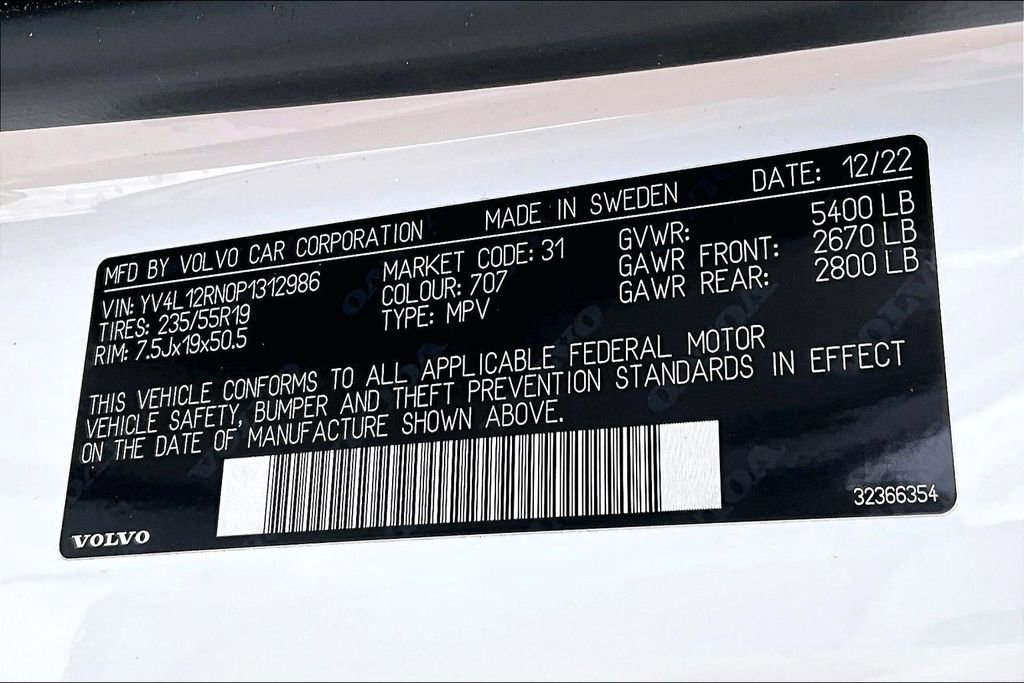 MFD BY VOLVO CAR CORPORATION MADE IN SWEDEN DATE: 12/22
VIN: YV4L12RN0P1312986 MARKET CODE: 31 GVWR: 5400 LB
TIRES: 235/55R19 COLOUR: 707 GAWR FRONT: 2670 LB
RIM: 7.5Jx19x50.5 TYPE: MPV GAWR REAR: 2800 LB
THIS VEHICLE CONFORMS TO ALL APPLICABLE FEDERAL MOTOR
VEHICLE SAFETY, BUMPER AND THEFT PREVENTION STANDARDS IN EFFECT
ON THE DATE OF MANUFACTURE SHOWN ABOVE.
32366354
VOLVO